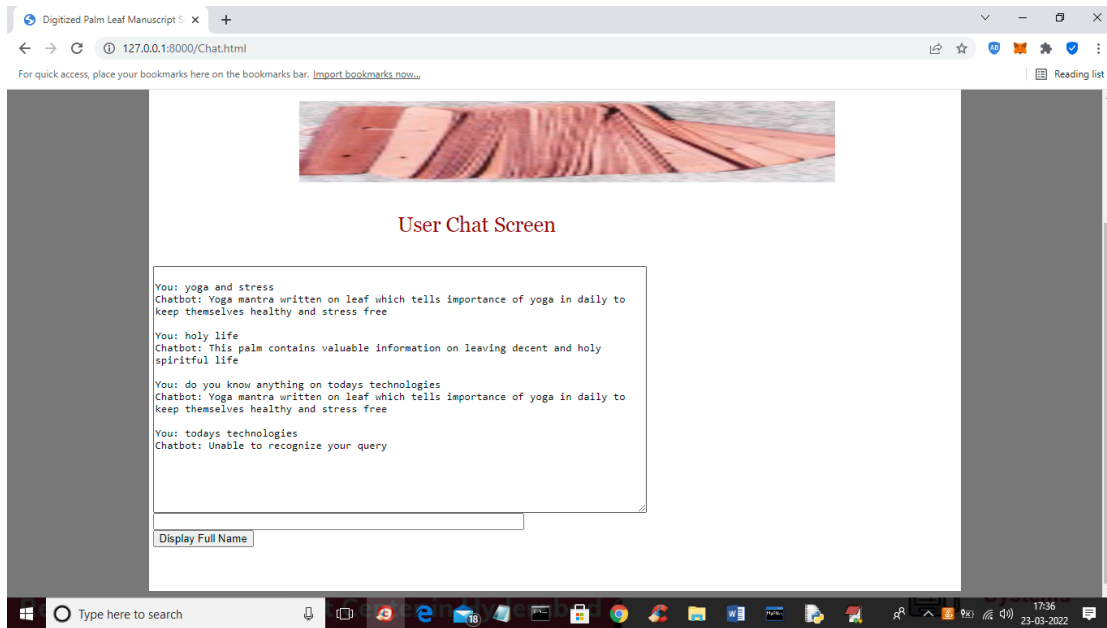 Digitized Palm Leaf Manuscript S
127.0.0.1:8000/Chat.html
For quick access, place your bookmarks here on the bookmarks bar. Import bookmarks now...
Reading list
User Chat Screen
You: yoga and stress
Chatbot: Yoga mantra written on leaf which tells importance of yoga in daily to
keep themselves healthy and stress free
You: holy life
Chatbot: This palm contains valuable information on leaving decent and holy
spiritful life
You: do you know anything on todays technologies
Chatbot: Yoga mantra written on leaf which tells importance of yoga in daily to
keep themselves healthy and stress free
You: todays technologies
Chatbot: Unable to recognize your query
Display Full Name
Type here to search
18
17:36
23-03-2022